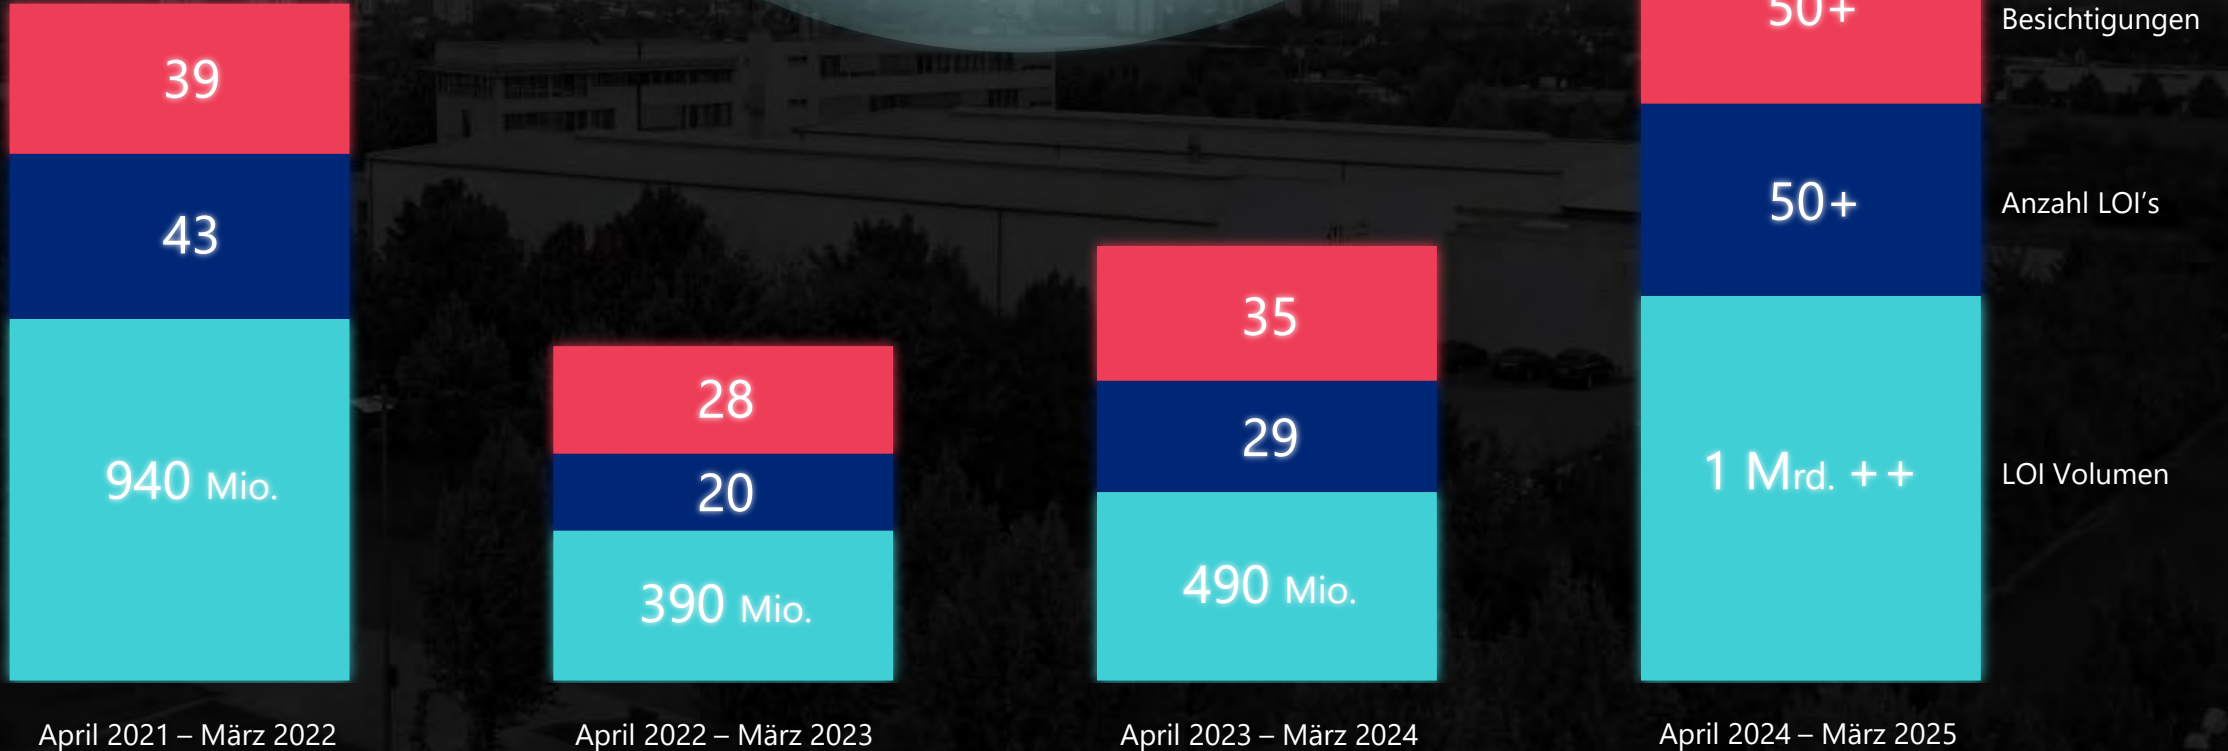 50+
Besichtigungen
39
50+
Anzahl LOI's
43
35
28
29
1 Mrd. ++
LOI Volumen
940 Mio.
20
490 Mio.
390 Mio.
April 2021 – März 2022
April 2022 – März 2023
April 2023 – März 2024
April 2024 – März 2025